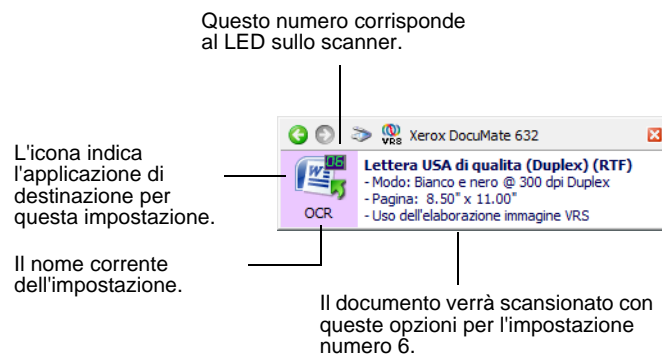 Questo numero corrisponde
al LED sullo scanner.
VRS Xerox DocuMate 632
L'icona indica
l'applicazione di
destinazione per
questa impostazione.
W 06
OCR
Lettera USA di qualita (Duplex) (RTF)
- Modo: Bianco e nero @ 300 dpi Duplex
- Pagina: 8.50" x 11.00"
- Uso dell'elaborazione immagine VRS
Il nome corrente
dell'impostazione.
Il documento verrà scansionato con
queste opzioni per l'impostazione
numero 6.